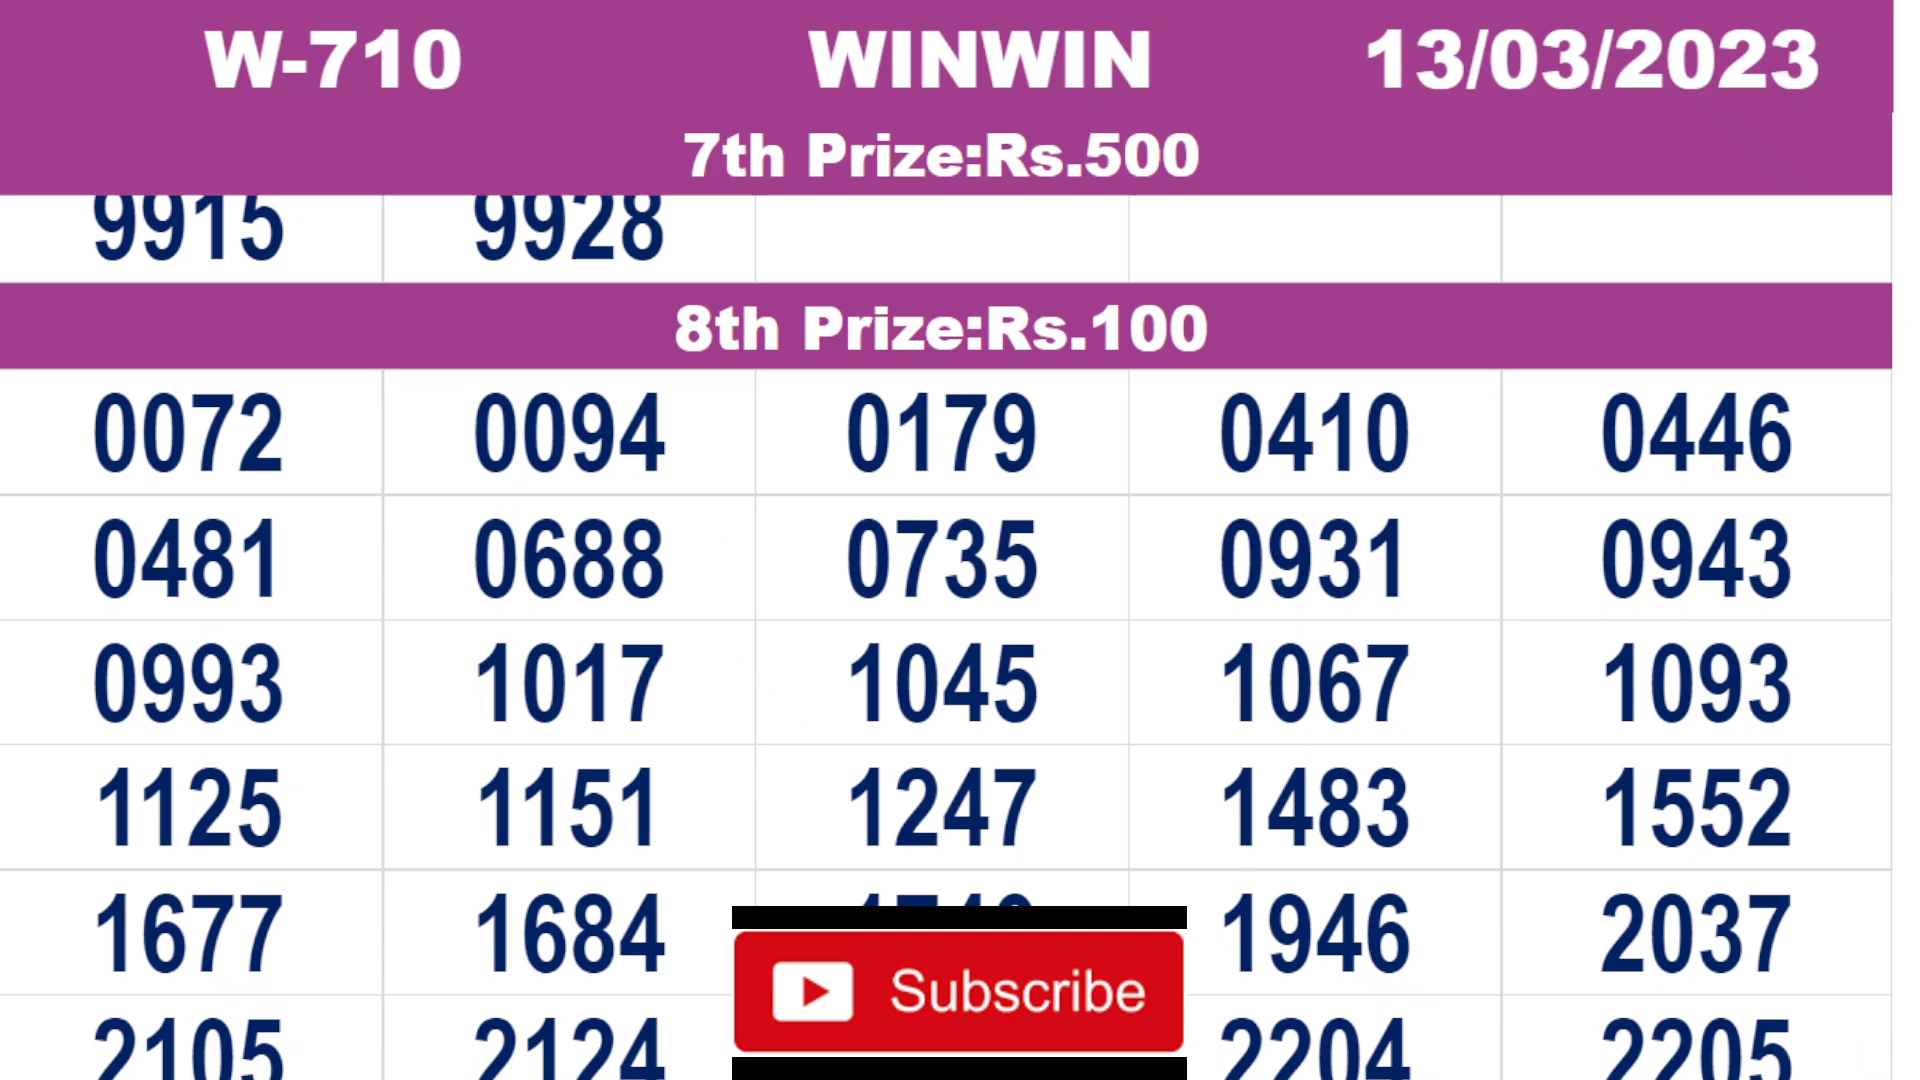 W-710 WINWIN 13/03/2023
7th Prize:Rs.500
9915 9928
8th Prize:Rs.100
0072 0094 0179 0410 0446
0481 0688 0735 0931 0943
0993 1017 1045 1067 1093
1125 1151 1247 1483 1552
1677 1684 1946 2037
Subscribe
2105 2124 2204 2205